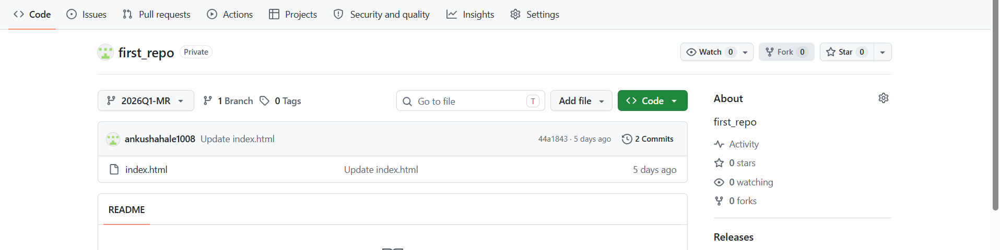 Code Issues Pull requests Actions Projects Security and quality Insights Settings
first_repo Private Watch 0 Fork 0 Star 0
2026Q1-MR 1 Branch 0 Tags Go to file T Add file Code
ankushahale1008 Update index.html 44a1843 · 5 days ago 2 Commits
index.html Update index.html 5 days ago
README
About
first_repo
Activity
0 stars
0 watching
0 forks
Releases